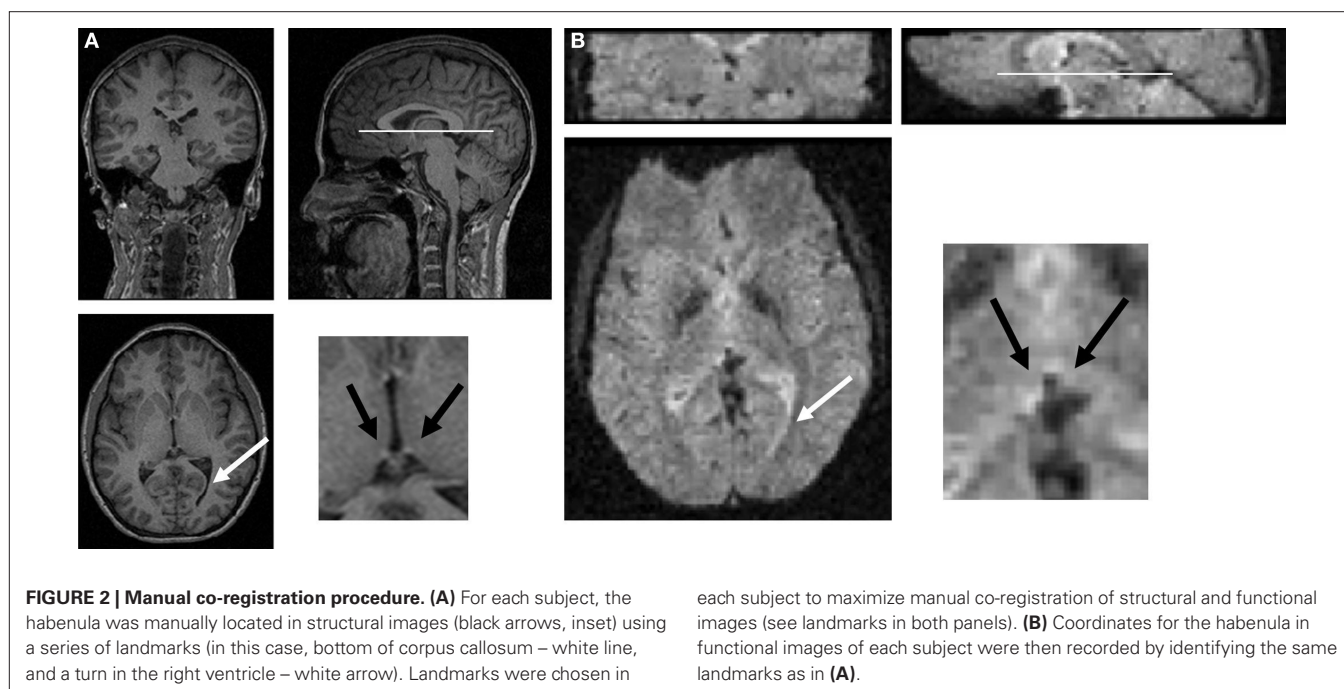 A
B
FIGURE 2 | Manual co-registration procedure. (A) For each subject, the
habenula was manually located in structural images (black arrows, inset) using
a series of landmarks (in this case, bottom of corpus callosum – white line,
and a turn in the right ventricle – white arrow). Landmarks were chosen in
each subject to maximize manual co-registration of structural and functional
images (see landmarks in both panels). (B) Coordinates for the habenula in
functional images of each subject were then recorded by identifying the same
landmarks as in (A).